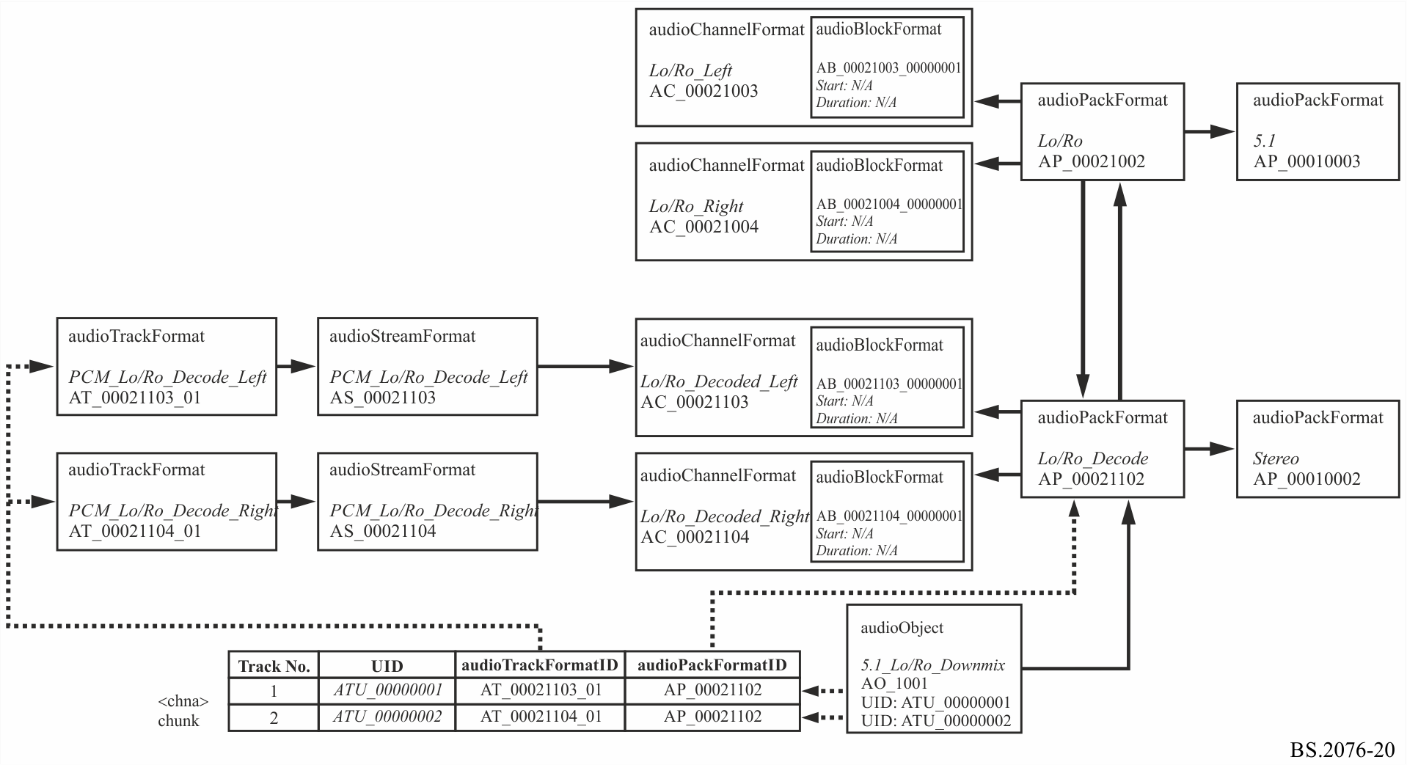 audioChannelFormat
Lo/Ro_Left
AC_00021003
audioBlockFormat
AB_00021003_00000001
Start: N/A
Duration: N/A
audioPackFormat
Lo/Ro
AP_00021002
audioPackFormat
5.1
AP_00010003
audioChannelFormat
Lo/Ro_Right
AC_00021004
audioBlockFormat
AB_00021004_00000001
Start: N/A
Duration: N/A
audioTrackFormat
PCM_Lo/Ro_Decode_Left
AT_00021103_01
audioStreamFormat
PCM_Lo/Ro_Decode_Left
AS_00021103
audioChannelFormat
Lo/Ro_Decoded_Left
AC_00021103
audioBlockFormat
AB_00021103_00000001
Start: N/A
Duration: N/A
audioPackFormat
Lo/Ro_Decode
AP_00021102
audioPackFormat
Stereo
AP_00010002
audioTrackFormat
PCM_Lo/Ro_Decode_Right
AT_00021104_01
audioStreamFormat
PCM_Lo/Ro_Decode_Right
AS_00021104
audioChannelFormat
Lo/Ro_Decoded_Right
AC_00021104
audioBlockFormat
AB_00021104_00000001
Start: N/A
Duration: N/A
audioObject
5.1_Lo/Ro_Downmix
AO_1001
UID: ATU_00000001
UID: ATU_00000002
<chna>
chunk
Track No. UID audioTrackFormatID audioPackFormatID
1 ATU_00000001 AT_00021103_01 AP_00021102
2 ATU_00000002 AT_00021104_01 AP_00021102
BS.2076-20